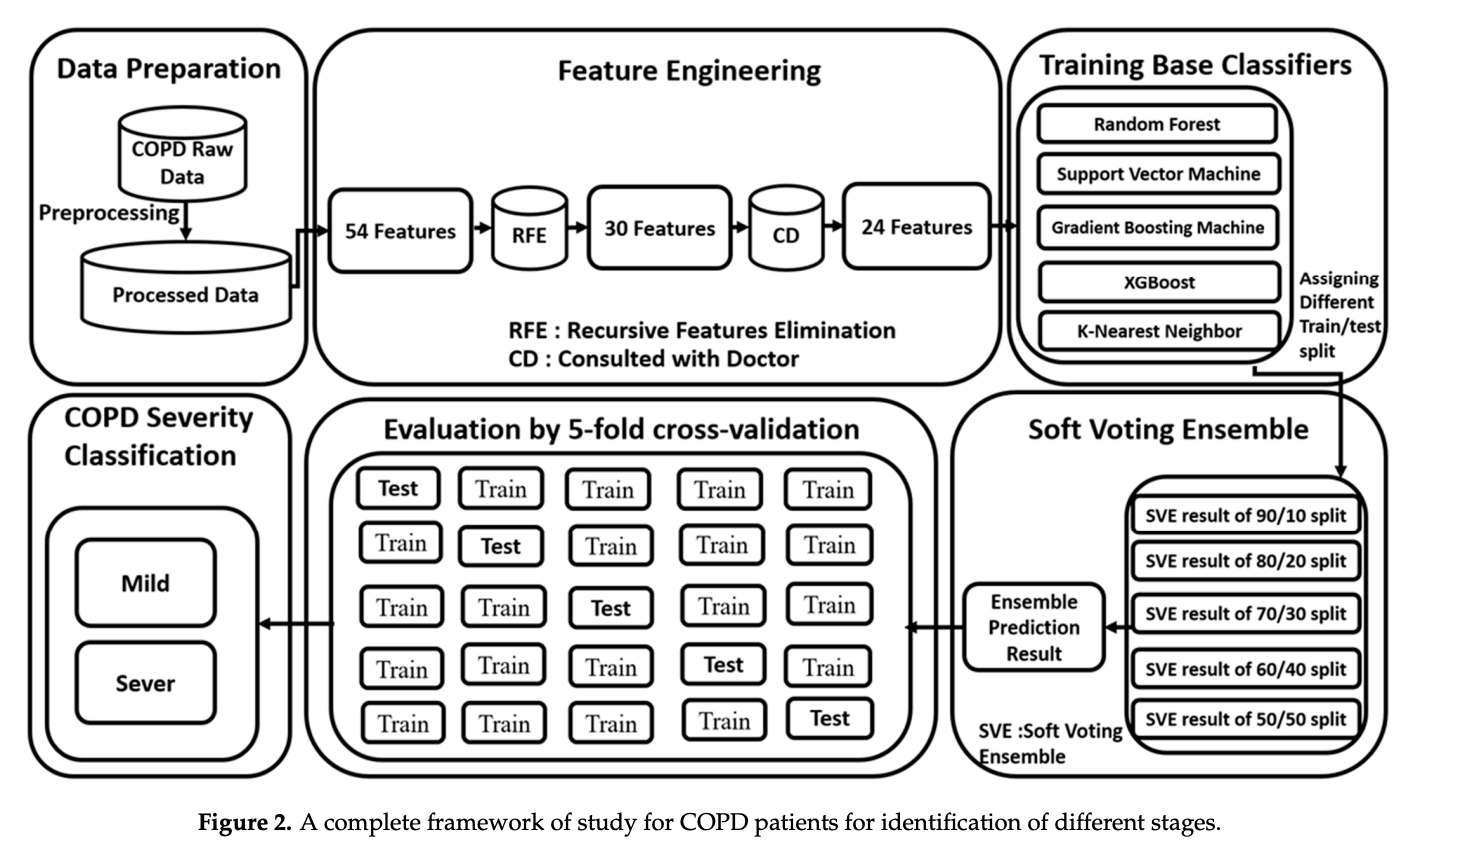 Data Preparation
COPD Raw
Data
Preprocessing
Processed Data
Feature Engineering
54 Features
RFE
30 Features
CD
24 Features
RFE : Recursive Features Elimination
CD : Consulted with Doctor
Training Base Classifiers
Random Forest
Support Vector Machine
Gradient Boosting Machine
XGBoost
K-Nearest Neighbor
Assigning
Different
Train/test
split
Soft Voting Ensemble
SVE result of 90/10 split
SVE result of 80/20 split
SVE result of 70/30 split
SVE result of 60/40 split
SVE result of 50/50 split
Ensemble
Prediction
Result
SVE :Soft Voting
Ensemble
Evaluation by 5-fold cross-validation
Test Train Train Train Train
Train Test Train Train Train
Train Train Test Train Train
Train Train Train Test Train
Train Train Train Train Test
COPD Severity
Classification
Mild
Sever
Figure 2. A complete framework of study for COPD patients for identification of different stages.